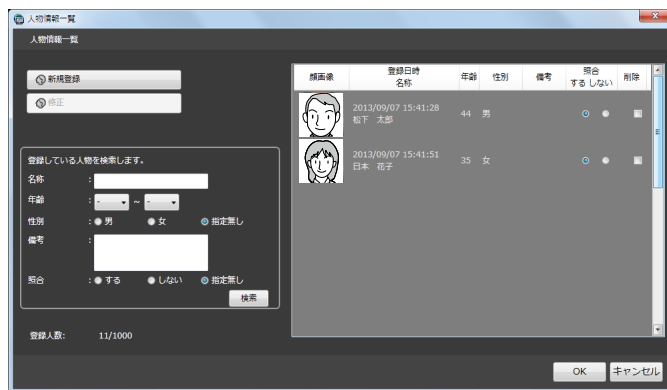 人物情報一覧
人物情報一覧
新規登録
修正
登録している人物を検索します。
名称 :
年齢 : - ～ -
性別 : 男 女 指定無し
備考 :
照合 : する しない 指定無し
検索
登録人数: 11/1000
顔画像 登録日時 名称 年齢 性別 備考 照合 する しない 削除
2013/09/07 15:41:28
松下 太郎 44 男
2013/09/07 15:41:51
日本 花子 35 女
OK キャンセル